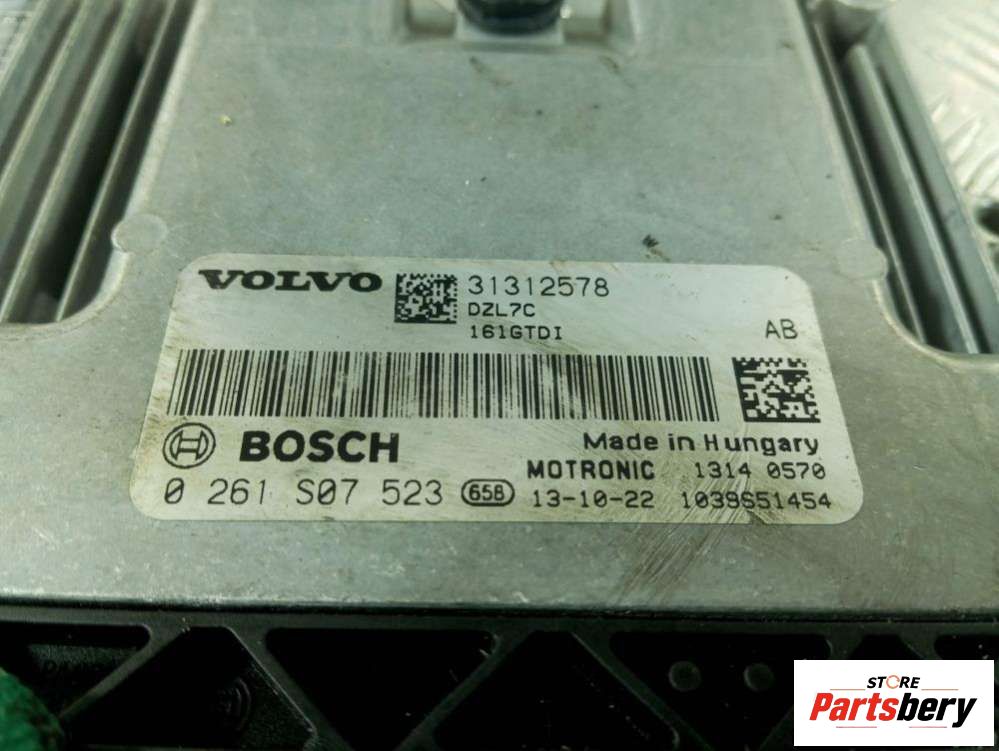 VOLVO 31312578
DZL7C
161GTDI AB
BOSCH Made in Hungary
MOTRONIC 1314 0570
0 261 S07 523 658 13-10-22 1039S51454
STORE
Partsbery